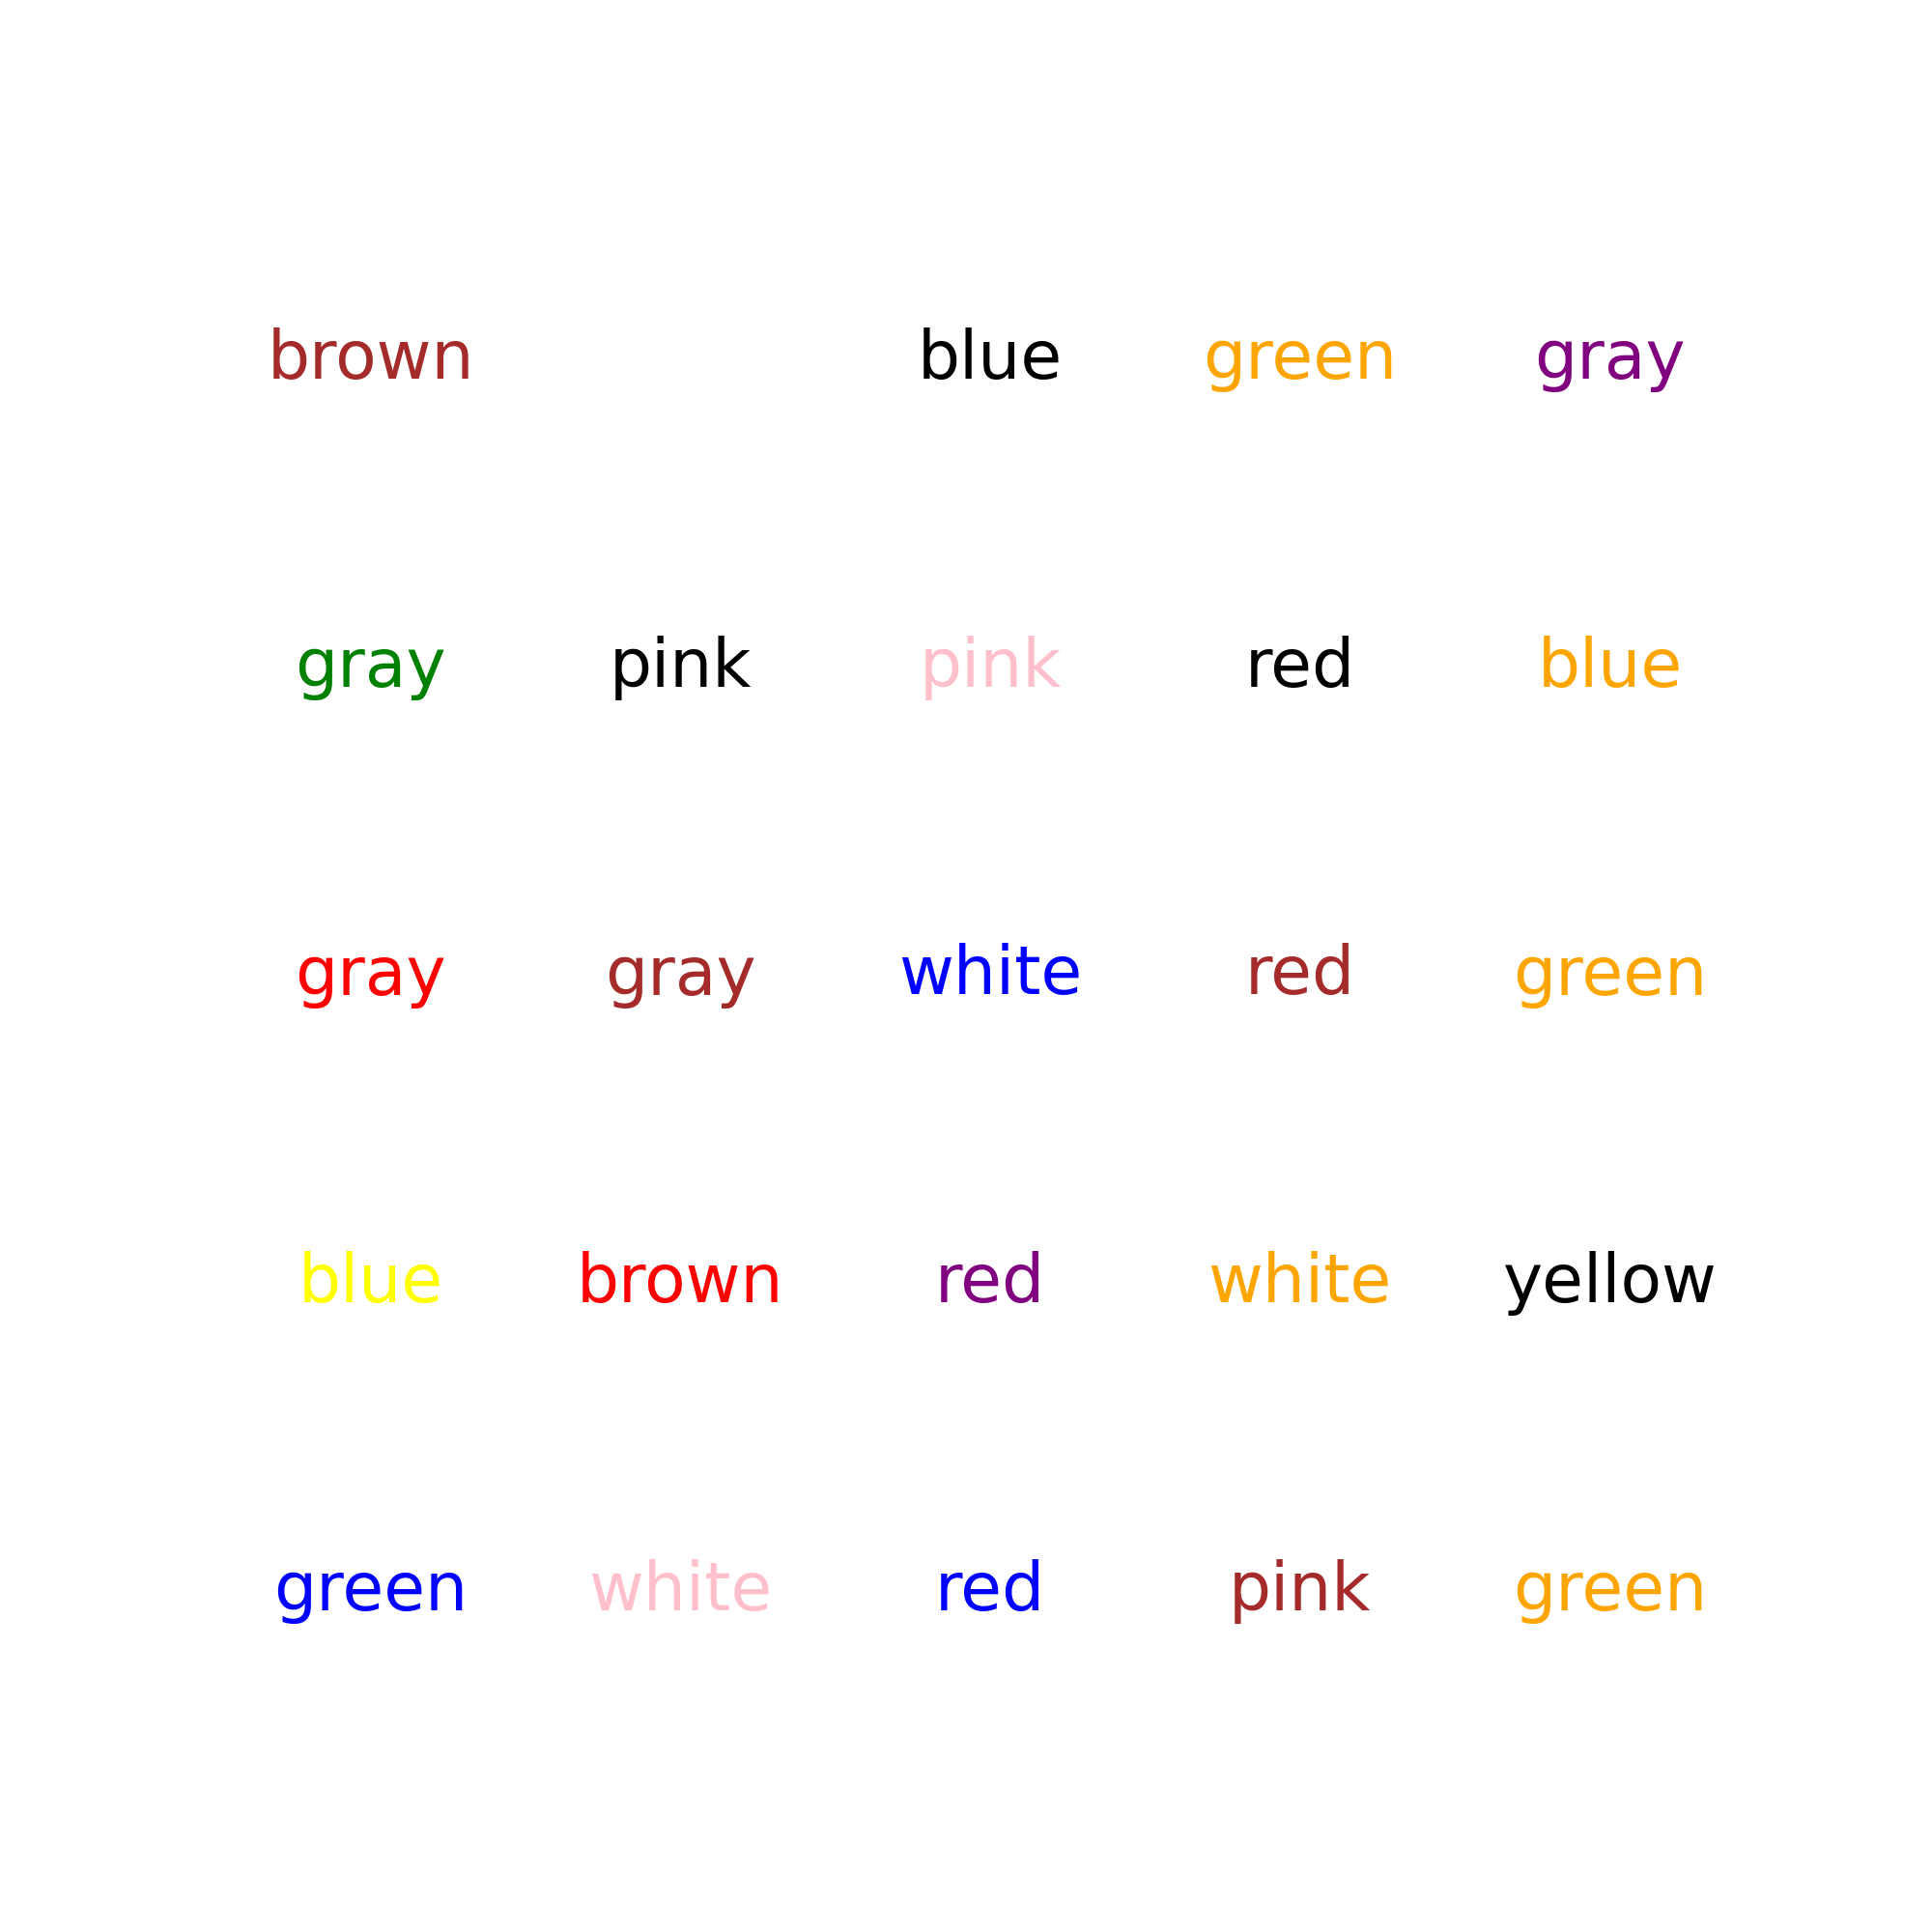 brown blue green gray
gray pink pink red blue
gray gray white red green
blue brown red white yellow
green white red pink green